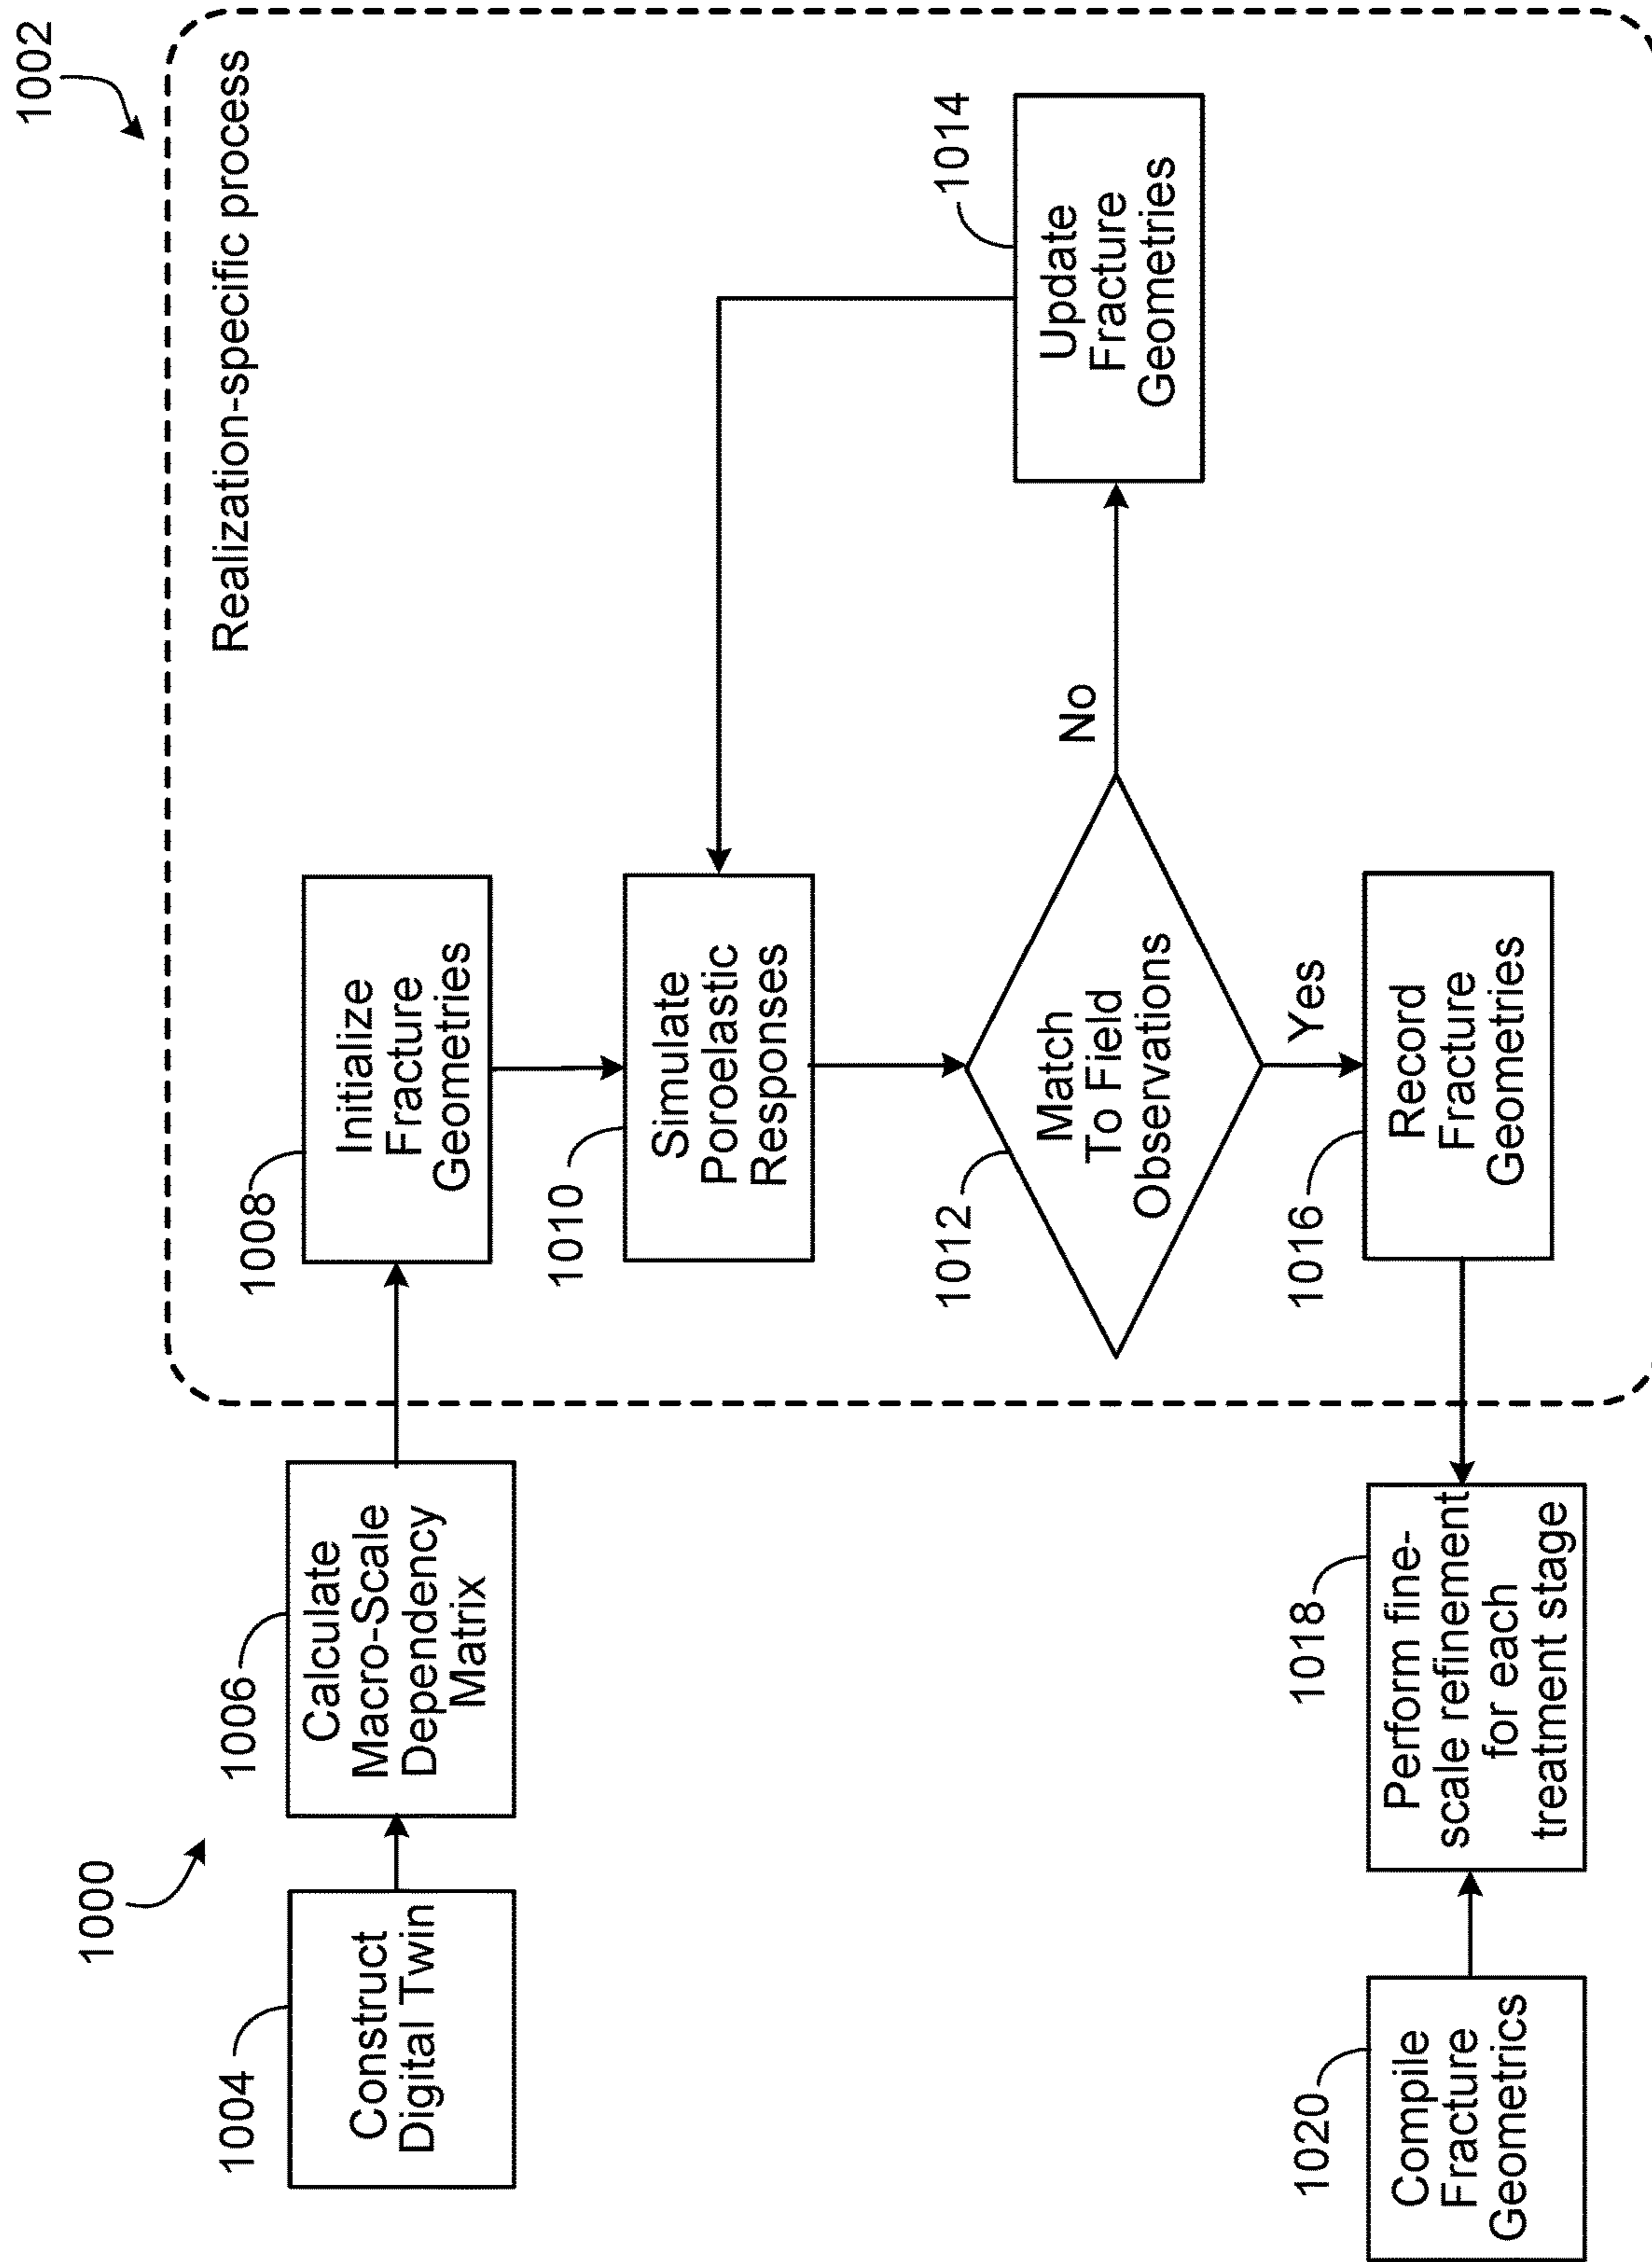 1002
Realization-specific process
1000
1004
Construct
Digital Twin
1006
Calculate
Macro-Scale
Dependency
Matrix
1008
Initialize
Fracture
Geometries
1010
Simulate
Poroelastic
Responses
1012
Match
To Field
Observations
No
1014
Update
Fracture
Geometries
Yes
1016
Record
Fracture
Geometries
1018
Perform fine-
scale refinement
for each
treatment stage
1020
Compile
Fracture
Geometrics